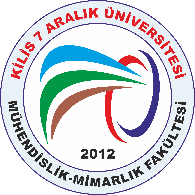 KİLİS 7 ARALIK ÜNİVERSİTESİ
2012
MÜHENDİSLİK-MİMARLIK FAKÜLTESİ